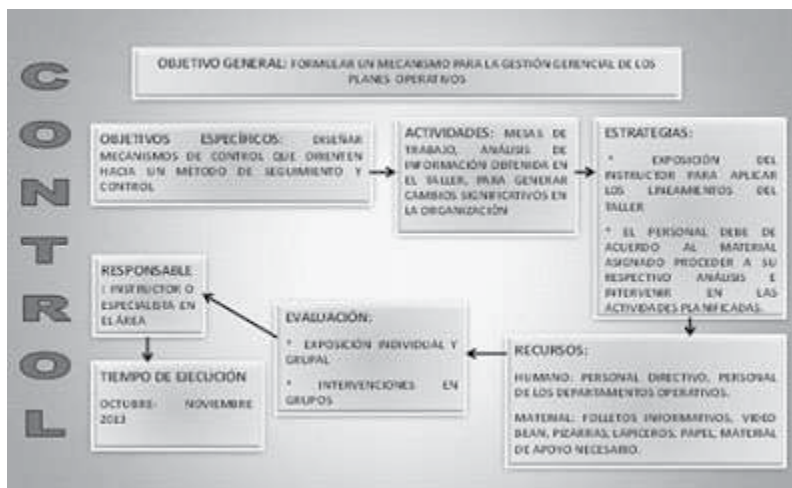 CONTROL
OBJETIVO GENERAL: FORMULAR UN MECANISMO PARA LA GESTIÓN GERENCIAL DE LOS
PLANES OPERATIVOS
OBJETIVOS ESPECÍFICOS: DISEÑAR
MECANISMOS DE CONTROL QUE ORIENTEN
HACIA UN MÉTODO DE SEGUIMIENTO Y
CONTROL
ACTIVIDADES: MESAS DE
TRABAJO, ANÁLISIS DE
INFORMACIÓN OBTENIDA EN
EL TALLER, PARA GENERAR
CAMBIOS SIGNIFICATIVOS EN
LA ORGANIZACIÓN
ESTRATEGIAS:
* EXPOSICIÓN DEL
INSTRUCTOR PARA APLICAR
LOS LINEAMIENTOS DEL
TALLER
* EL PERSONAL DEBE DE
ACUERDO AL MATERIAL
ASIGNADO PROCEDER A SU
RESPECTIVO ANÁLISIS E
INTERVENIR EN LAS
ACTIVIDADES PLANIFICADAS.
RECURSOS:
HUMANO: PERSONAL DIRECTIVO, PERSONAL
DE LOS DEPARTAMENTOS OPERATIVOS.
MATERIAL: FOLLETOS INFORMATIVOS, VIDEO
BEAN, PIZARRAS, LAPICEROS, PAPEL, MATERIAL
DE APOYO NECESARIO.
EVALUACIÓN:
* EXPOSICIÓN INDIVIDUAL Y
GRUPAL
* INTERVENCIONES EN
GRUPOS
RESPONSABLE
: INSTRUCTOR O
ESPECIALISTA EN
EL ÁREA
TIEMPO DE EJECUCIÓN
OCTUBRE- NOVIEMBRE
2013